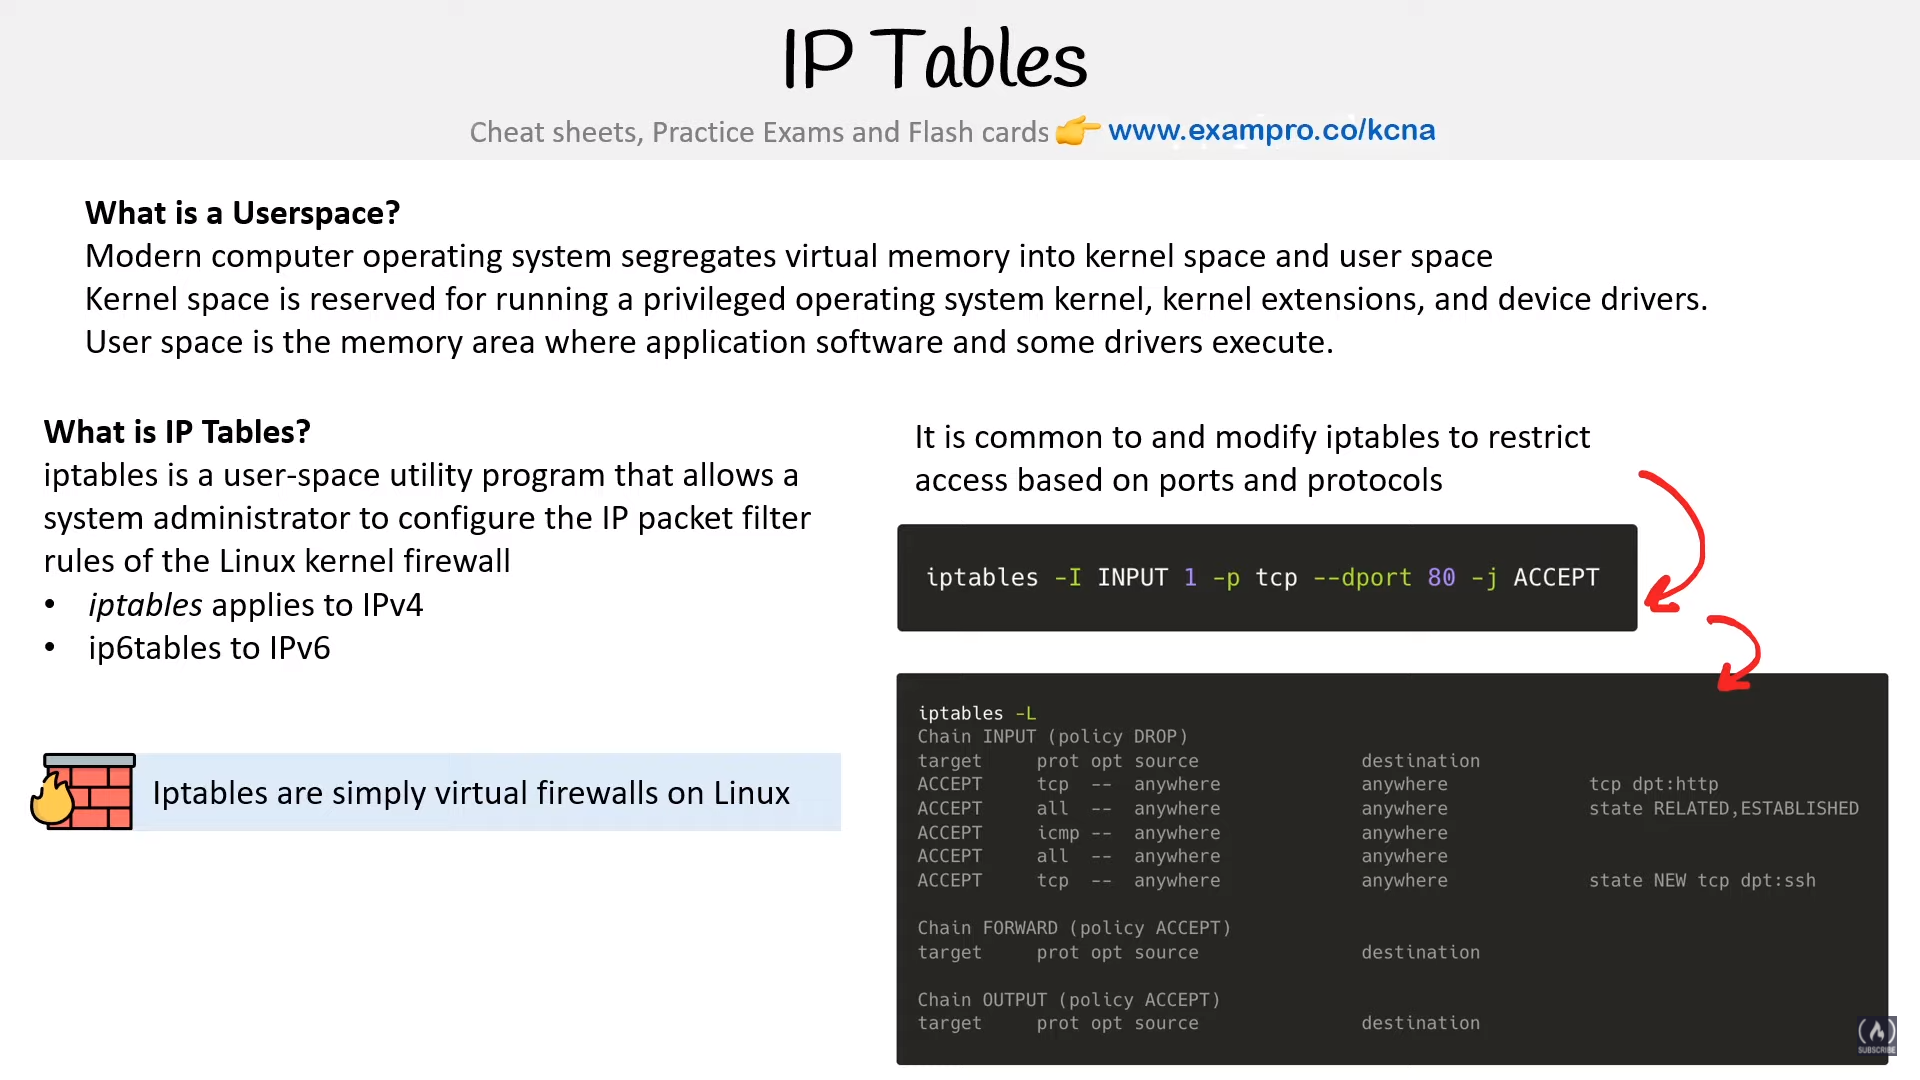 IP Tables
Cheat sheets, Practice Exams and Flash cards 👉 www.exampro.co/kcna
What is a Userspace?
Modern computer operating system segregates virtual memory into kernel space and user space
Kernel space is reserved for running a privileged operating system kernel, kernel extensions, and device drivers.
User space is the memory area where application software and some drivers execute.
What is IP Tables?
iptables is a user-space utility program that allows a
system administrator to configure the IP packet filter
rules of the Linux kernel firewall
• iptables applies to IPv4
• ip6tables to IPv6
Iptables are simply virtual firewalls on Linux
It is common to and modify iptables to restrict
access based on ports and protocols
iptables -I INPUT 1 -p tcp --dport 80 -j ACCEPT
iptables -L
Chain INPUT (policy DROP)
target prot opt source destination
ACCEPT tcp -- anywhere anywhere tcp dpt:http
ACCEPT all -- anywhere anywhere state RELATED,ESTABLISHED
ACCEPT icmp -- anywhere anywhere
ACCEPT all -- anywhere anywhere
ACCEPT tcp -- anywhere anywhere state NEW tcp dpt:ssh
Chain FORWARD (policy ACCEPT)
target prot opt source destination
Chain OUTPUT (policy ACCEPT)
target prot opt source destination
SUBSCRIBE